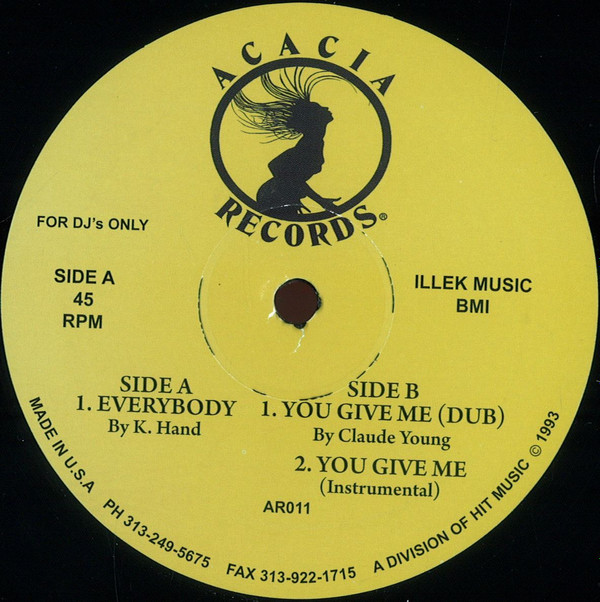 ACACIA
RECORDS®
FOR DJ's ONLY
SIDE A
45
RPM
ILLEK MUSIC
BMI
SIDE A
1. EVERYBODY
By K. Hand
SIDE B
1. YOU GIVE ME (DUB)
By Claude Young
2. YOU GIVE ME
(Instrumental)
AR011
MADE IN U.S.A PH 313-249-5675 FAX 313-922-1715 A DIVISION OF HIT MUSIC © 1993